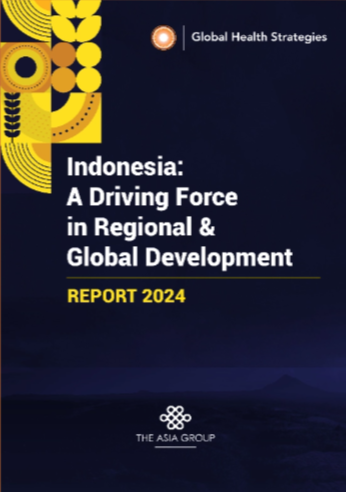 Global Health Strategies
Indonesia:
A Driving Force
in Regional &
Global Development
REPORT 2024
THE ASIA GROUP